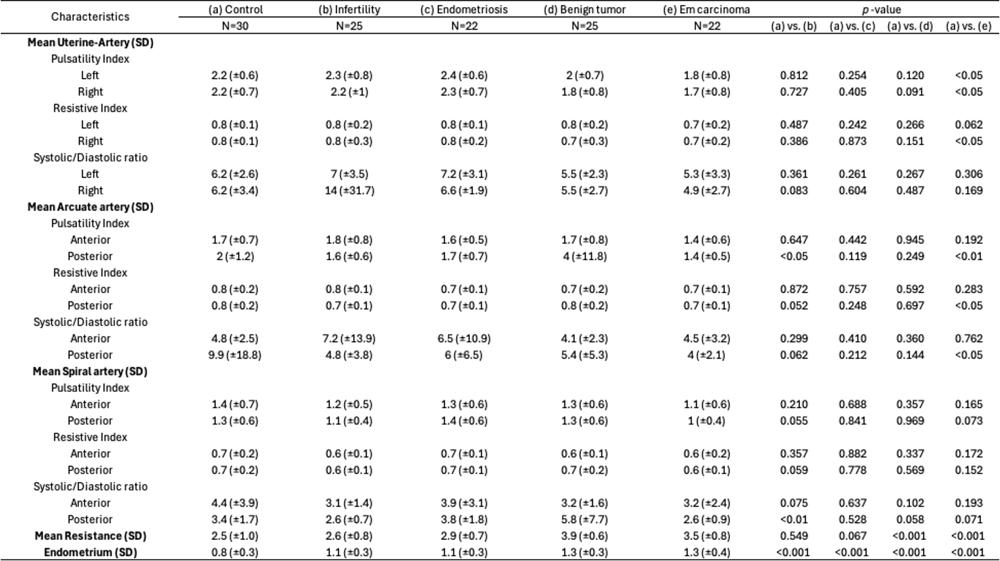 Characteristics (a) Control (b) Infertility (c) Endometriosis (d) Benign tumor (e) Em carcinoma p-value
N=30 N=25 N=22 N=25 N=22 (a) vs. (b) (a) vs. (c) (a) vs. (d) (a) vs. (e)
Mean Uterine-Artery (SD)
Pulsatility Index
Left 2.2 (±0.6) 2.3 (±0.8) 2.4 (±0.6) 2 (±0.7) 1.8 (±0.8) 0.812 0.254 0.120 <0.05
Right 2.2 (±0.7) 2.2 (±1) 2.3 (±0.7) 1.8 (±0.8) 1.7 (±0.8) 0.727 0.405 0.091 <0.05
Resistive Index
Left 0.8 (±0.1) 0.8 (±0.2) 0.8 (±0.1) 0.8 (±0.2) 0.7 (±0.2) 0.487 0.242 0.266 0.062
Right 0.8 (±0.1) 0.8 (±0.3) 0.8 (±0.2) 0.7 (±0.3) 0.7 (±0.2) 0.386 0.873 0.151 <0.05
Systolic/Diastolic ratio
Left 6.2 (±2.6) 7 (±3.5) 7.2 (±3.1) 5.5 (±2.3) 5.3 (±3.3) 0.361 0.261 0.267 0.306
Right 6.2 (±3.4) 14 (±31.7) 6.6 (±1.9) 5.5 (±2.7) 4.9 (±2.7) 0.083 0.604 0.487 0.169
Mean Arcuate artery (SD)
Pulsatility Index
Anterior 1.7 (±0.7) 1.8 (±0.8) 1.6 (±0.5) 1.7 (±0.8) 1.4 (±0.6) 0.647 0.442 0.945 0.192
Posterior 2 (±1.2) 1.6 (±0.6) 1.7 (±0.7) 4 (±11.8) 1.4 (±0.5) <0.05 0.119 0.249 <0.01
Resistive Index
Anterior 0.8 (±0.2) 0.8 (±0.1) 0.7 (±0.1) 0.7 (±0.2) 0.7 (±0.1) 0.872 0.757 0.592 0.283
Posterior 0.8 (±0.2) 0.7 (±0.1) 0.7 (±0.1) 0.8 (±0.2) 0.7 (±0.1) 0.052 0.248 0.697 <0.05
Systolic/Diastolic ratio
Anterior 4.8 (±2.5) 7.2 (±13.9) 6.5 (±10.9) 4.1 (±2.3) 4.5 (±3.2) 0.299 0.410 0.360 0.762
Posterior 9.9 (±18.8) 4.8 (±3.8) 6 (±6.5) 5.4 (±5.3) 4 (±2.1) 0.062 0.212 0.144 <0.05
Mean Spiral artery (SD)
Pulsatility Index
Anterior 1.4 (±0.7) 1.2 (±0.5) 1.3 (±0.6) 1.3 (±0.6) 1.1 (±0.6) 0.210 0.688 0.357 0.165
Posterior 1.3 (±0.6) 1.1 (±0.4) 1.4 (±0.6) 1.3 (±0.6) 1 (±0.4) 0.055 0.841 0.969 0.073
Resistive Index
Anterior 0.7 (±0.2) 0.6 (±0.1) 0.7 (±0.1) 0.6 (±0.1) 0.6 (±0.2) 0.357 0.882 0.337 0.172
Posterior 0.7 (±0.2) 0.6 (±0.1) 0.7 (±0.1) 0.7 (±0.2) 0.6 (±0.1) 0.059 0.778 0.569 0.152
Systolic/Diastolic ratio
Anterior 4.4 (±3.9) 3.1 (±1.4) 3.9 (±3.1) 3.2 (±1.6) 3.2 (±2.4) 0.075 0.637 0.102 0.193
Posterior 3.4 (±1.7) 2.6 (±0.7) 3.8 (±1.8) 5.8 (±7.7) 2.6 (±0.9) <0.01 0.528 0.058 0.071
Mean Resistance (SD) 2.5 (±1.0) 2.6 (±0.8) 2.9 (±0.7) 3.9 (±0.6) 3.5 (±0.8) 0.549 0.067 <0.001 <0.001
Endometrium (SD) 0.8 (±0.3) 1.1 (±0.3) 1.1 (±0.3) 1.3 (±0.3) 1.3 (±0.4) <0.001 <0.001 <0.001 <0.001